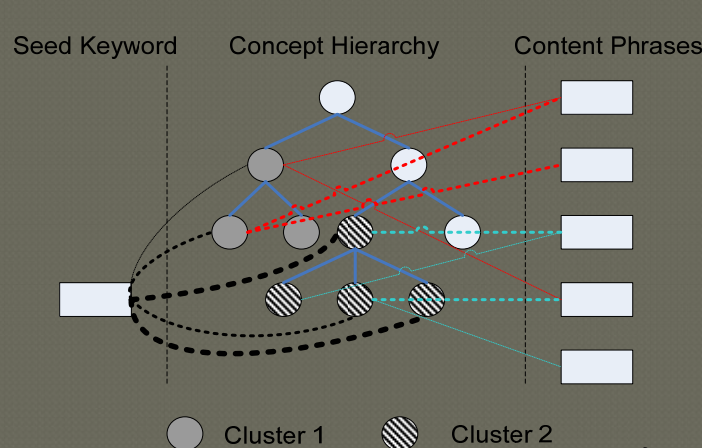 Seed Keyword
Concept Hierarchy
Content Phrases
Cluster 1
Cluster 2